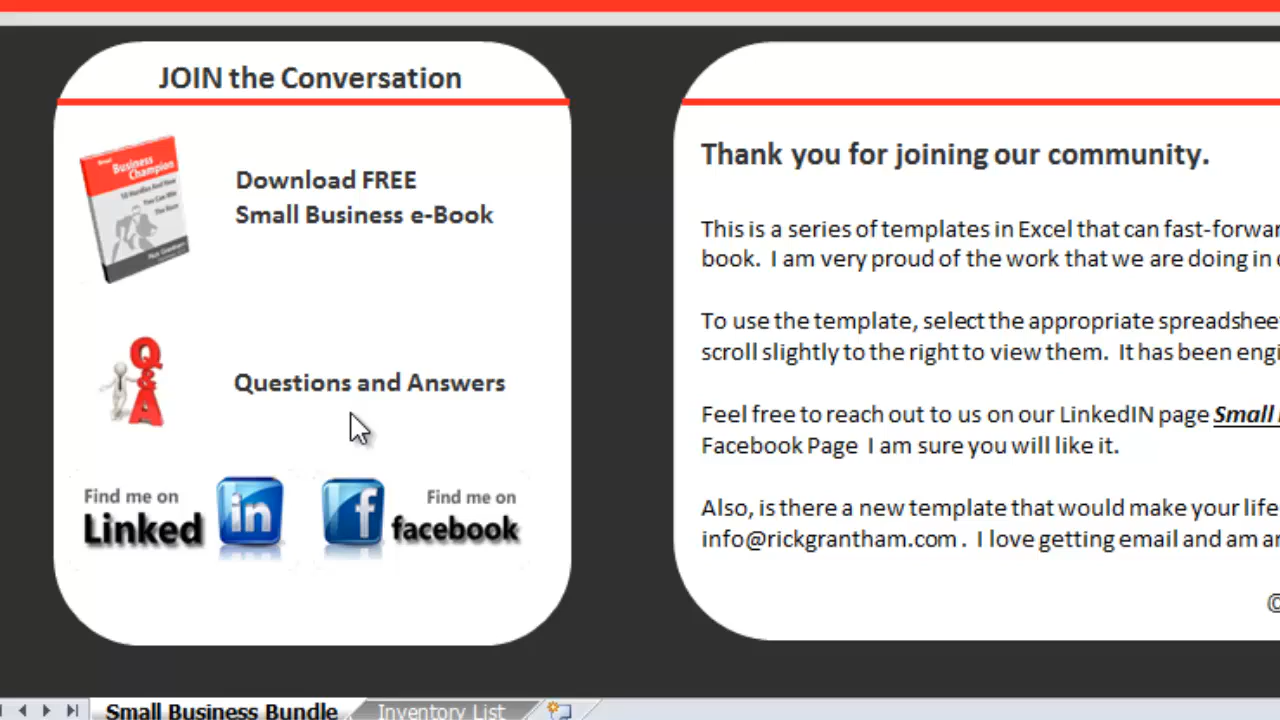 JOIN the Conversation
Business
Champion
Download FREE
Small Business e-Book
Q&A
Questions and Answers
Find me on
Linked in
f
Find me on
facebook
Thank you for joining our community.
This is a series of templates in Excel that can fast-forwar
book. I am very proud of the work that we are doing in
To use the template, select the appropriate spreadshee
scroll slightly to the right to view them. It has been engi
Feel free to reach out to us on our LinkedIN page Small
Facebook Page I am sure you will like it.
Also, is there a new template that would make your life
info@rickgrantham.com . I love getting email and am a
©
Small Business Bundle
Inventory List